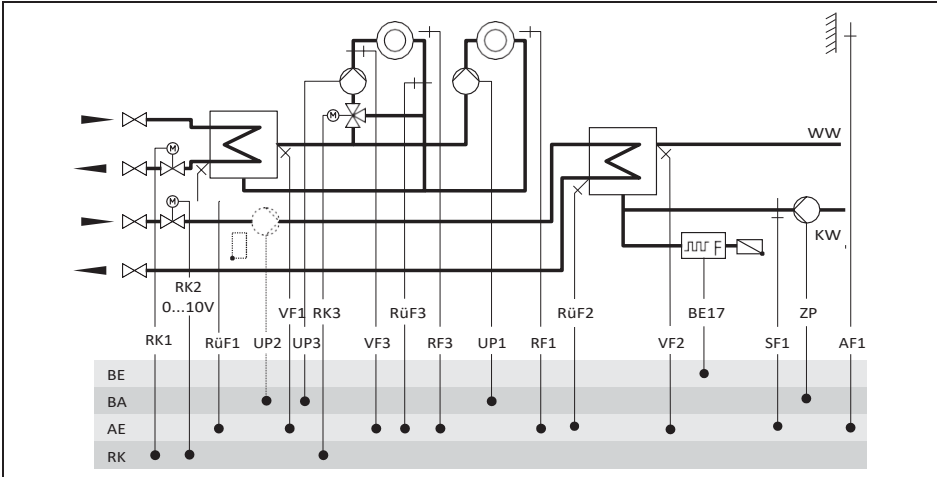 M
M
M
WW
F
KW
RK2
0...10V
VF1 RK3 RüF3 RüF2 BE17 ZP
RK1 RüF1 UP2 UP3 VF3 RF3 UP1 RF1 VF2 SF1 AF1
BE
BA
AE
RK